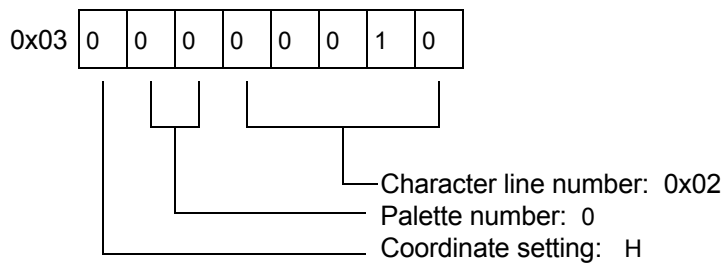 0x03 0 0 0 0 0 0 1 0
Character line number: 0x02
Palette number: 0
Coordinate setting: H